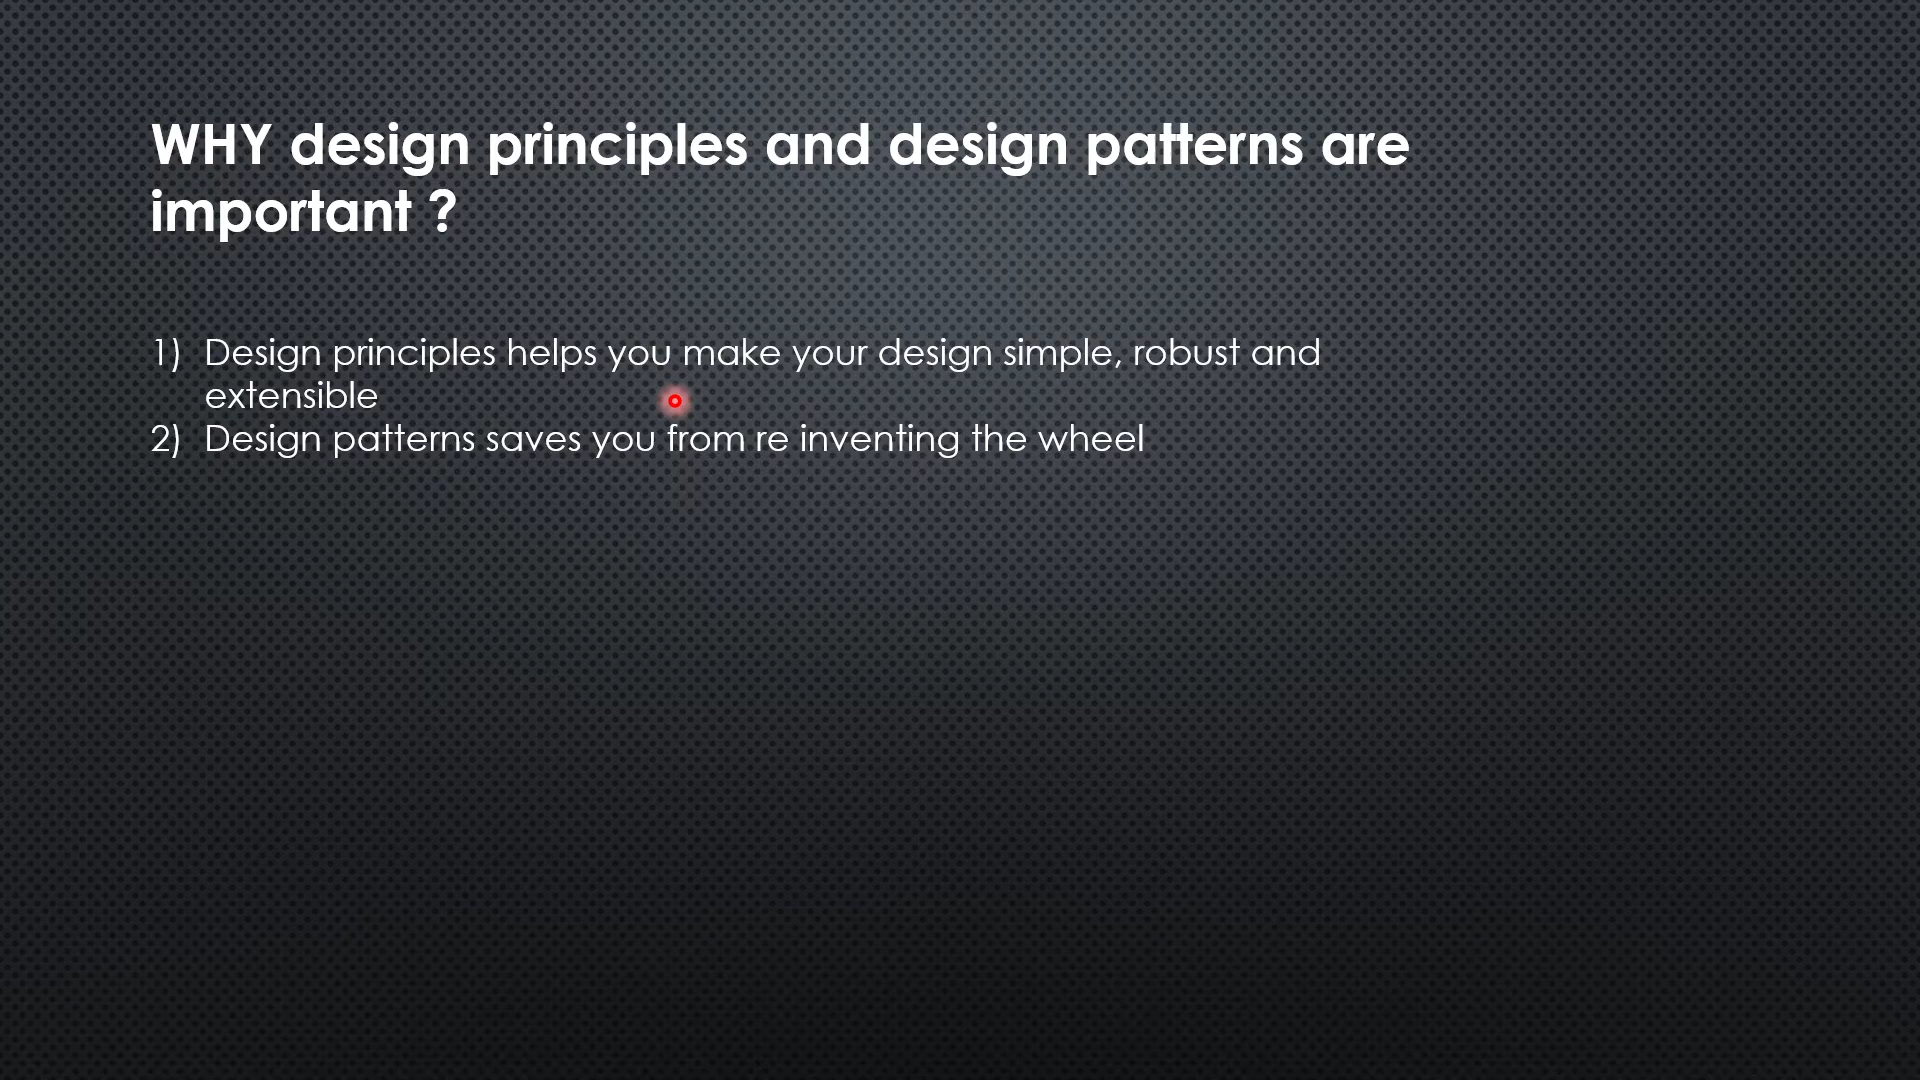 WHY design principles and design patterns are
important ?
1) Design principles helps you make your design simple, robust and
extensible
2) Design patterns saves you from re inventing the wheel